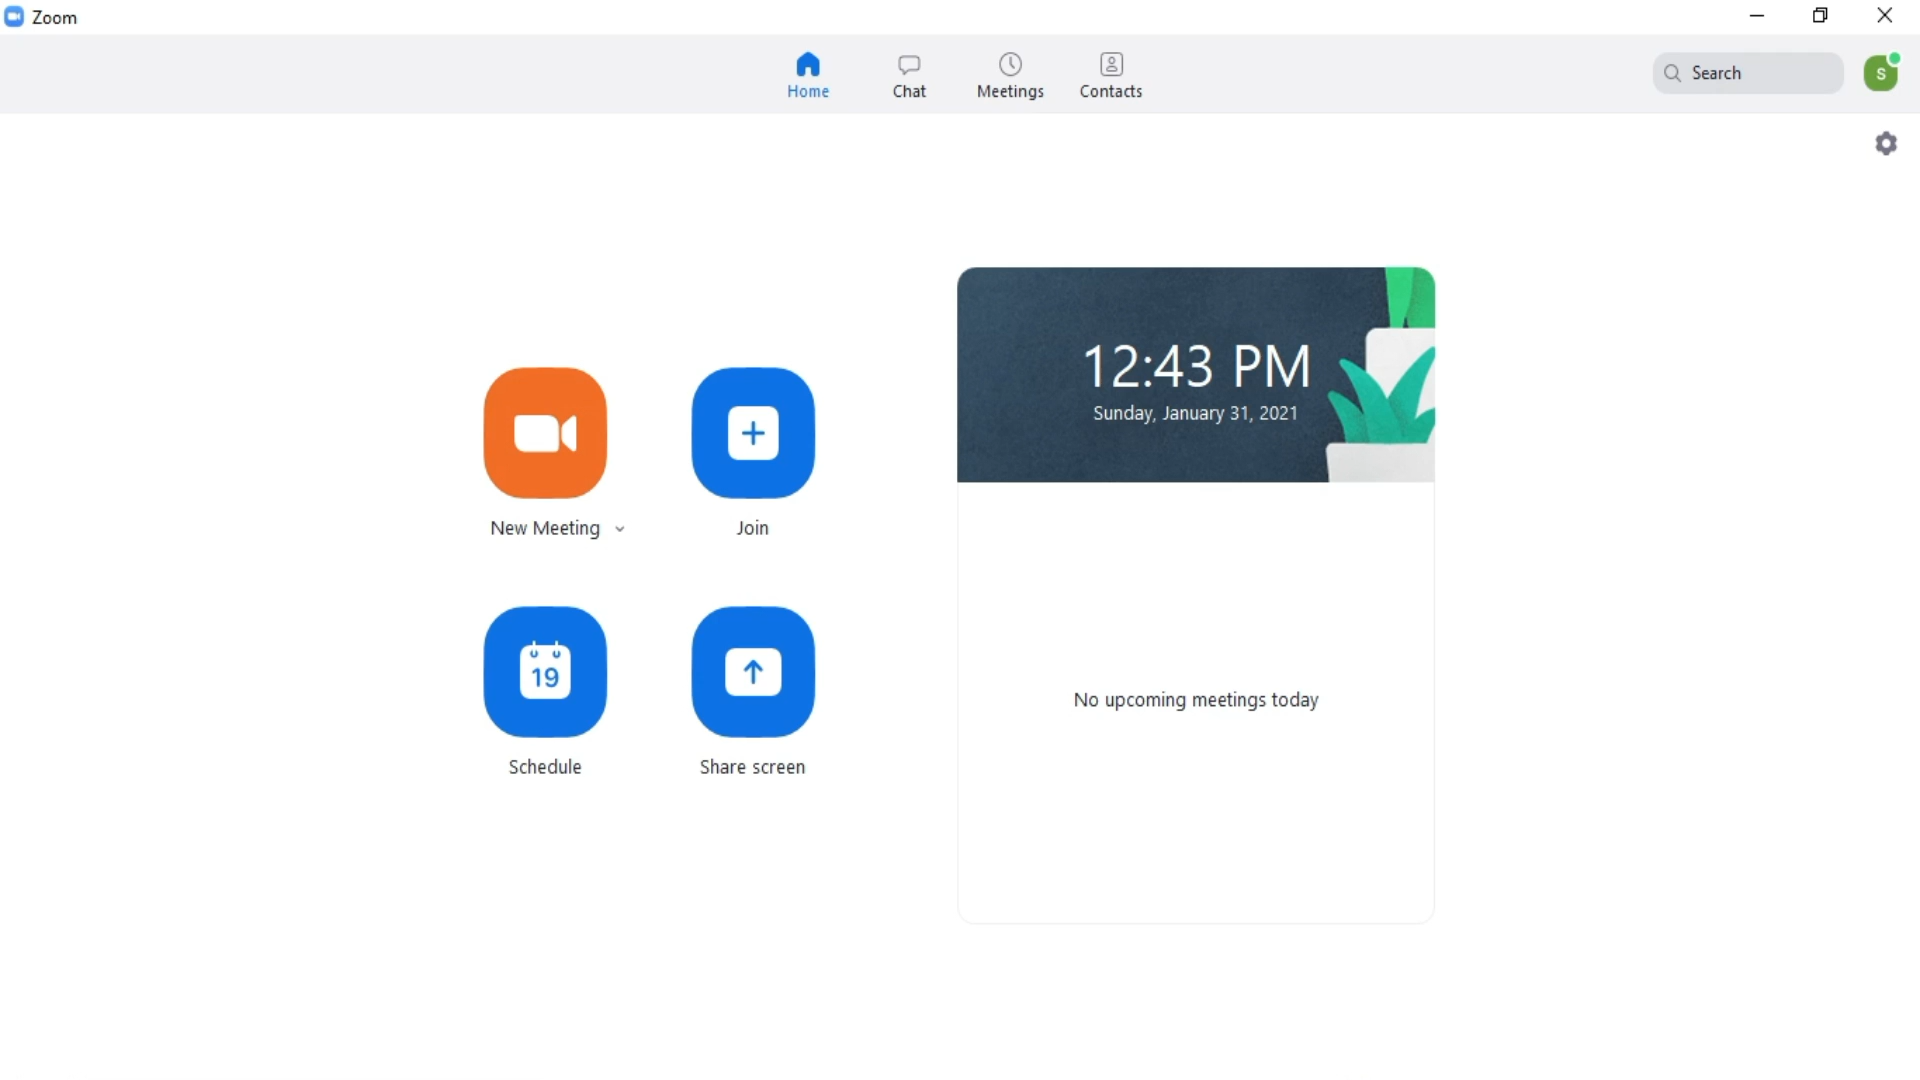 Zoom
Home
Chat
Meetings
Contacts
Search
S
12:43 PM
Sunday, January 31, 2021
New Meeting
Join
19
Schedule
Share screen
No upcoming meetings today